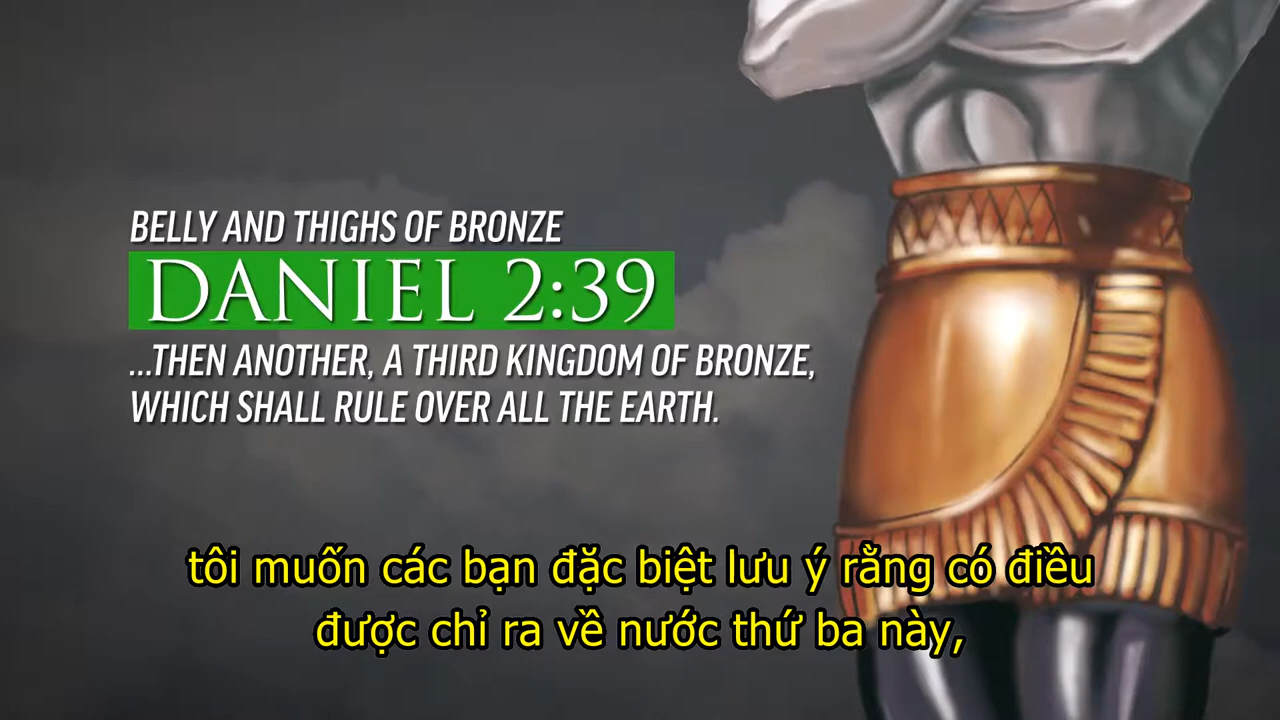 BELLY AND THIGHS OF BRONZE
DANIEL 2:39
...THEN ANOTHER, A THIRD KINGDOM OF BRONZE,
WHICH SHALL RULE OVER ALL THE EARTH.
tôi muốn các bạn đặc biệt lưu ý rằng có điều
được chỉ ra về nước thứ ba này,